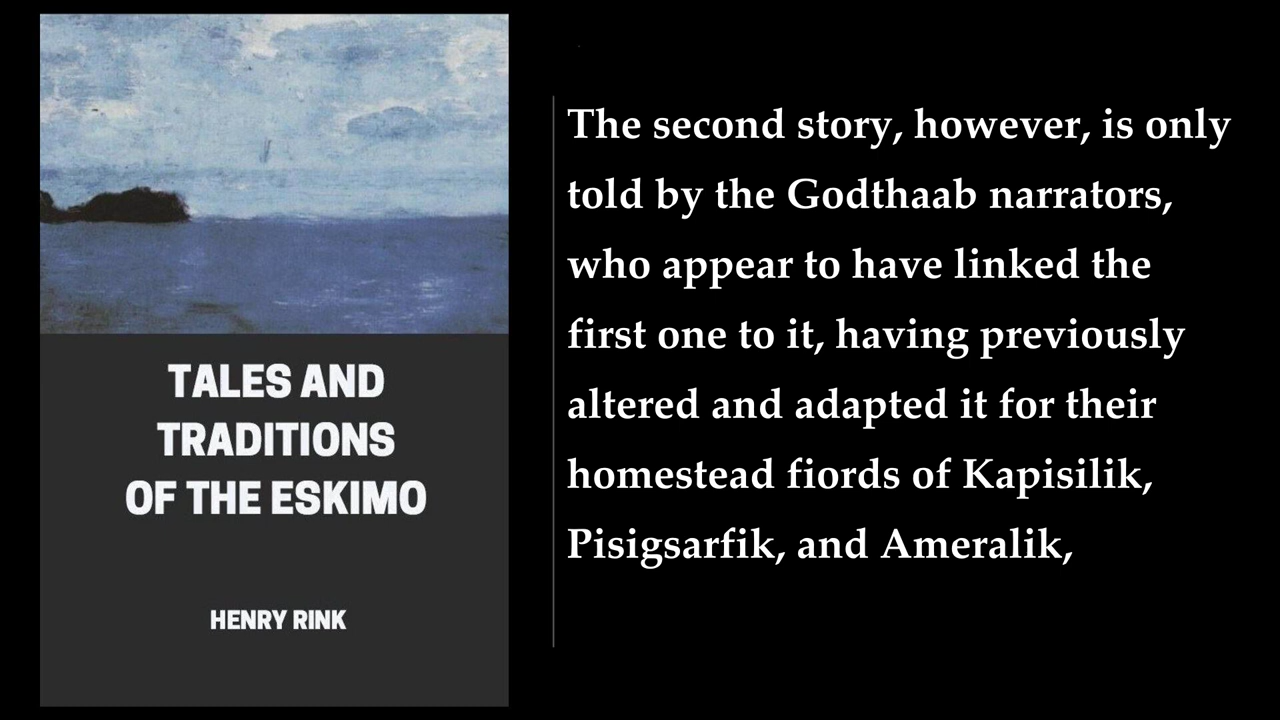 TALES AND
TRADITIONS
OF THE ESKIMO
HENRY RINK
The second story, however, is only
told by the Godthaab narrators,
who appear to have linked the
first one to it, having previously
altered and adapted it for their
homestead fiords of Kapisilik,
Pisigsarfik, and Ameralik,